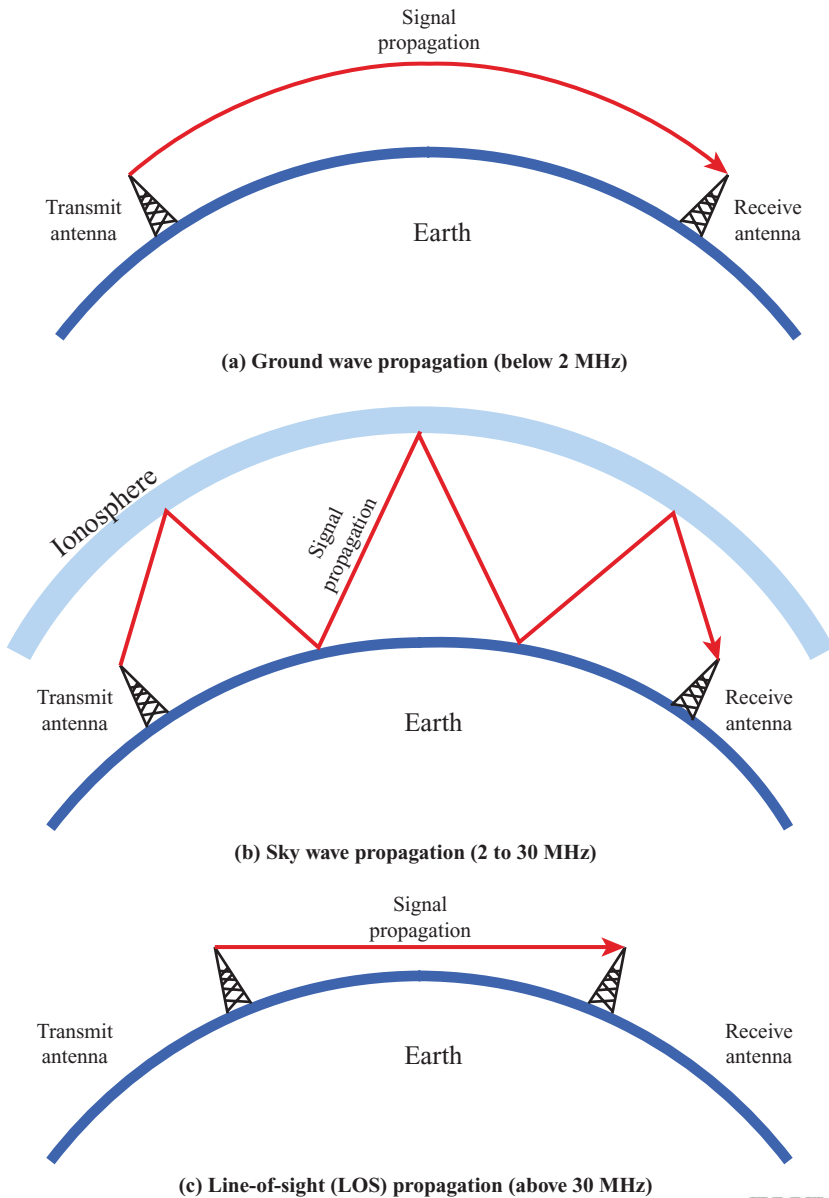 Signal
propagation
Transmit
antenna
Earth
Receive
antenna
(a) Ground wave propagation (below 2 MHz)
Ionosphere
Signal
propagation
Transmit
antenna
Earth
Receive
antenna
(b) Sky wave propagation (2 to 30 MHz)
Signal
propagation
Transmit
antenna
Earth
Receive
antenna
(c) Line-of-sight (LOS) propagation (above 30 MHz)